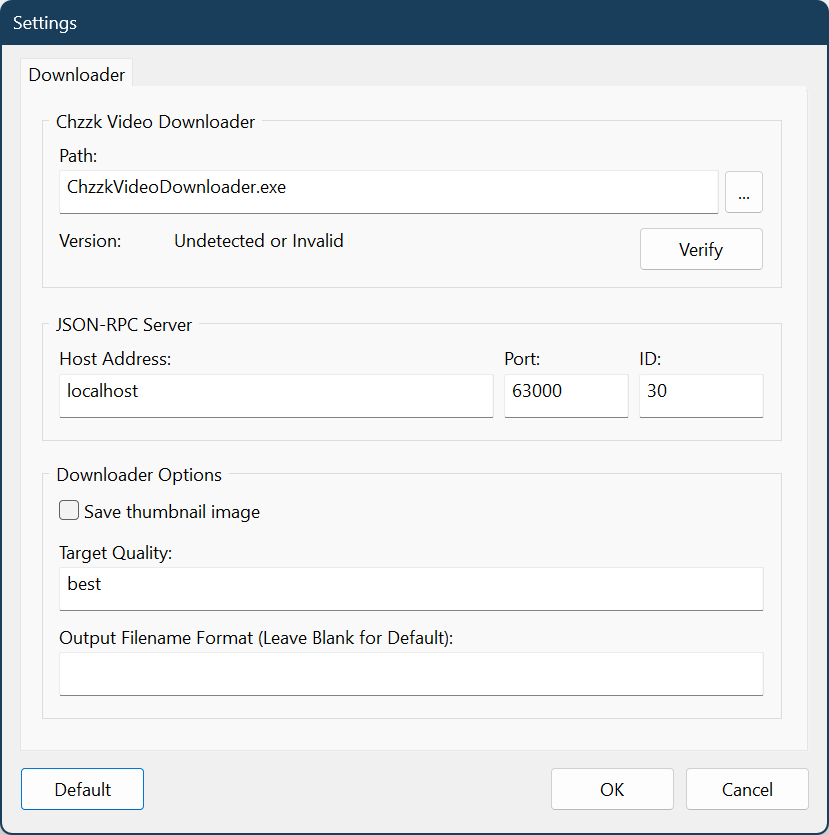 Settings
Downloader
Chzzk Video Downloader
Path:
ChzzkVideoDownloader.exe
...
Version: Undetected or Invalid
Verify
JSON-RPC Server
Host Address: Port: ID:
localhost 63000 30
Downloader Options
Save thumbnail image
Target Quality:
best
Output Filename Format (Leave Blank for Default):
Default OK Cancel